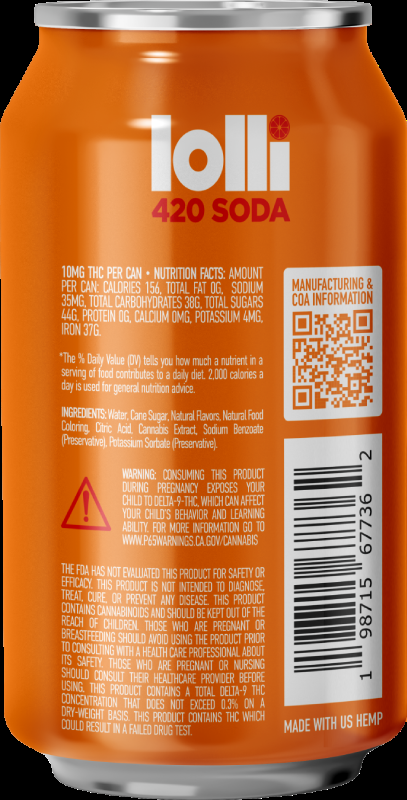 lolli
420 SODA
10MG THC PER CAN • NUTRITION FACTS: AMOUNT
PER CAN: CALORIES 156, TOTAL FAT 0G, SODIUM
35MG, TOTAL CARBOHYDRATES 38G, TOTAL SUGARS
44G, PROTEIN 0G, CALCIUM 0MG, POTASSIUM 4MG,
IRON 37G.
*The % Daily Value (DV) tells you how much a nutrient in a
serving of food contributes to a daily diet. 2,000 calories a
day is used for general nutrition advice.
INGREDIENTS: Water, Cane Sugar, Natural Flavors, Natural Food
Coloring, Citric Acid, Cannabis Extract, Sodium Benzoate
(Preservative), Potassium Sorbate (Preservative).
WARNING: CONSUMING THIS PRODUCT
DURING PREGNANCY EXPOSES YOUR
CHILD TO DELTA-9-THC, WHICH CAN AFFECT
YOUR CHILD'S BEHAVIOR AND LEARNING
ABILITY. FOR MORE INFORMATION GO TO
WWW.P65WARNINGS.CA.GOV/CANNABIS
THE FDA HAS NOT EVALUATED THIS PRODUCT FOR SAFETY OR
EFFICACY. THIS PRODUCT IS NOT INTENDED TO DIAGNOSE,
TREAT, CURE, OR PREVENT ANY DISEASE. THIS PRODUCT
CONTAINS CANNABINOIDS AND SHOULD BE KEPT OUT OF THE
REACH OF CHILDREN. THOSE WHO ARE PREGNANT OR
BREASTFEEDING SHOULD AVOID USING THE PRODUCT PRIOR
TO CONSULTING WITH A HEALTH CARE PROFESSIONAL ABOUT
ITS SAFETY. THOSE WHO ARE PREGNANT OR NURSING
SHOULD CONSULT THEIR HEALTHCARE PROVIDER BEFORE
USING. THIS PRODUCT CONTAINS A TOTAL DELTA-9 THC
CONCENTRATION THAT DOES NOT EXCEED 0.3% ON A
DRY-WEIGHT BASIS. THIS PRODUCT CONTAINS THC WHICH
COULD RESULT IN A FAILED DRUG TEST.
MANUFACTURING &
COA INFORMATION
1 98715 67736 2
MADE WITH US HEMP